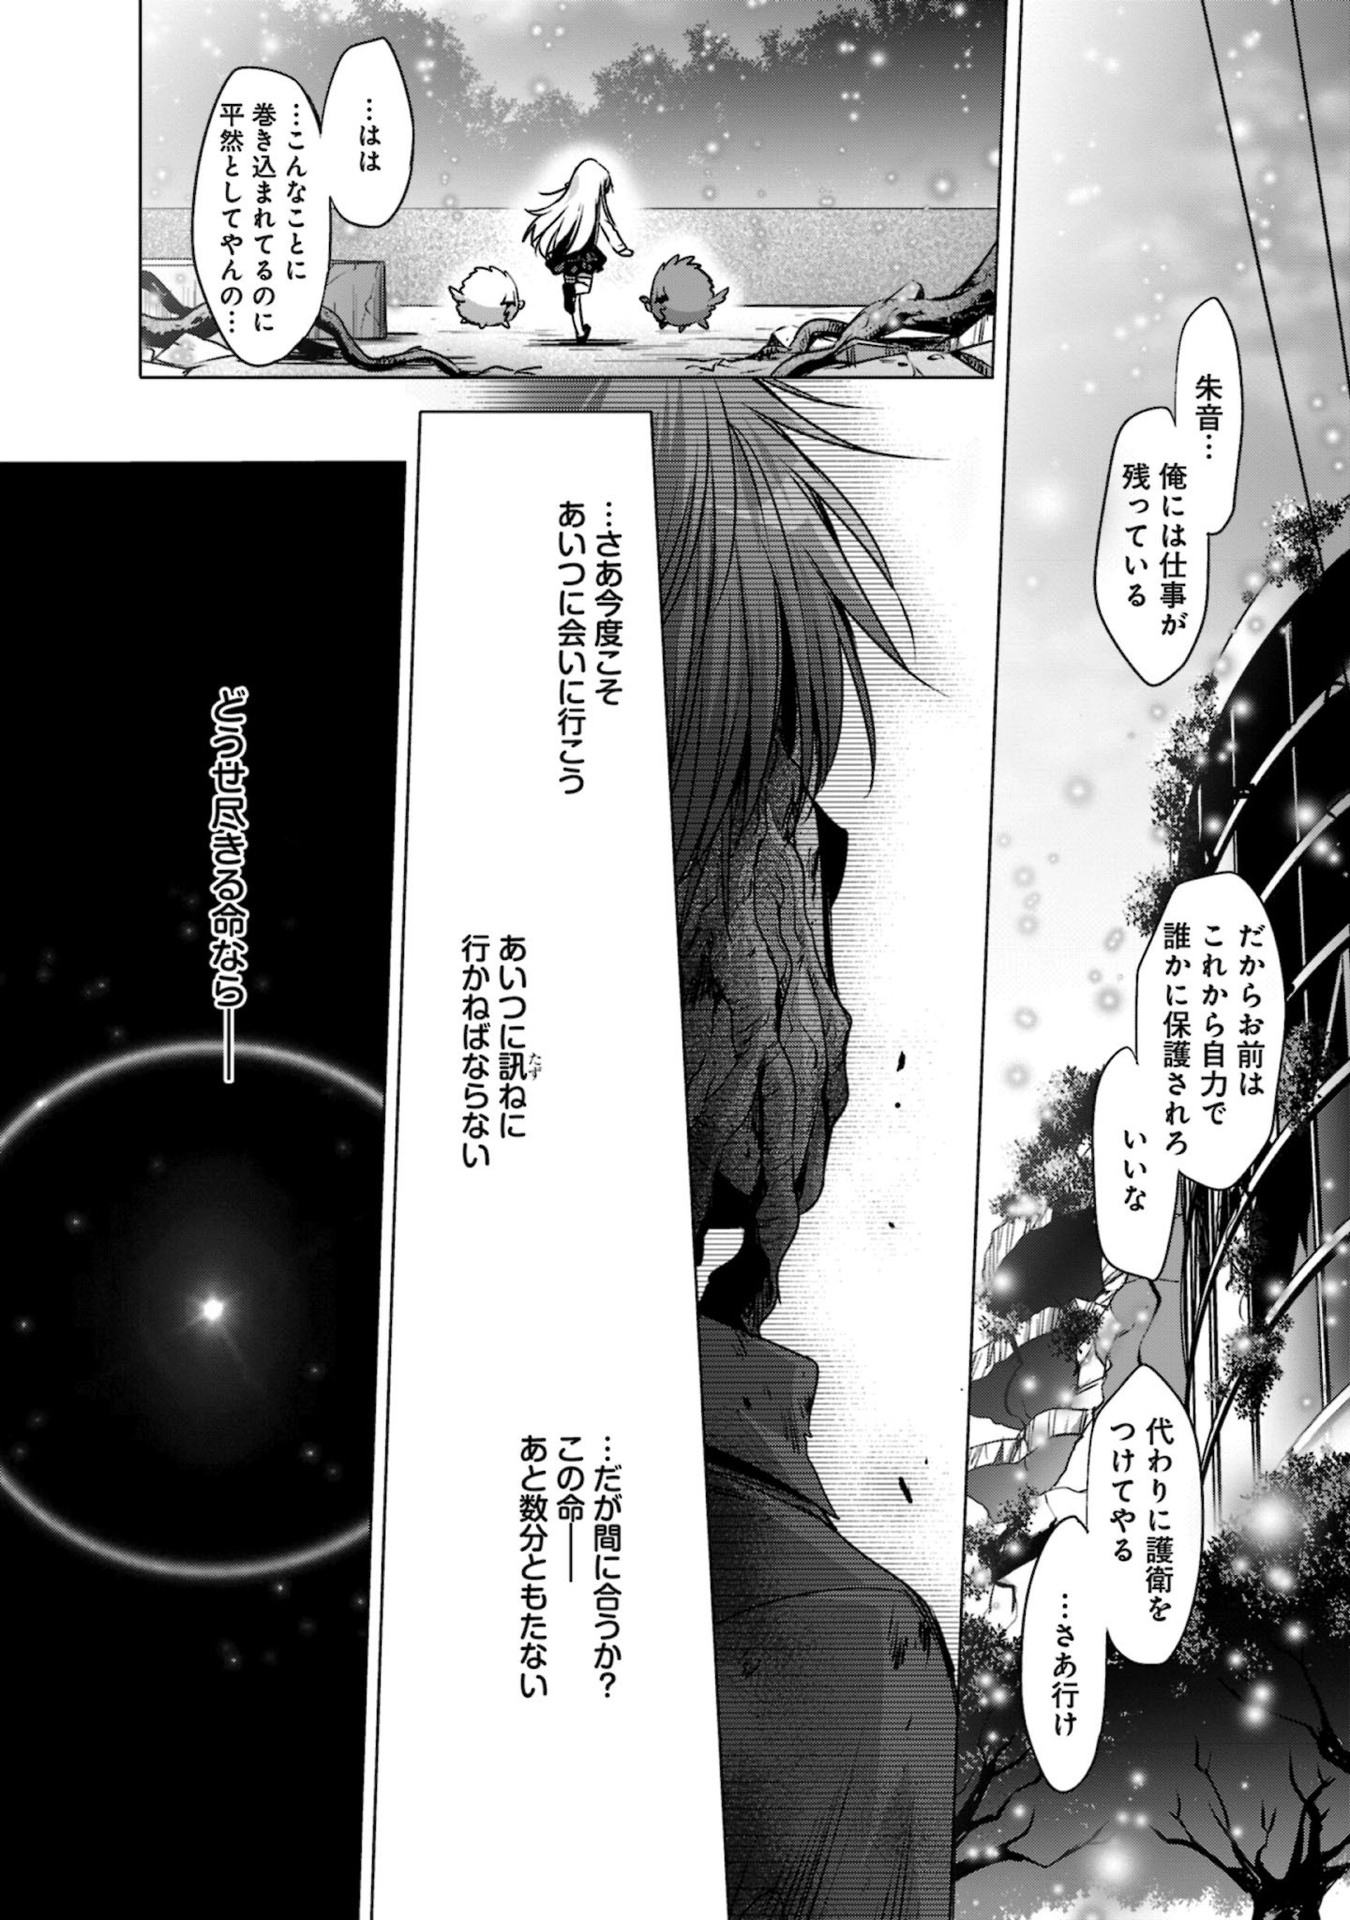 朱音…
俺には仕事が
残っている
だからお前は
これから自力で
誰かに保護されろ
いいな
代わりに護衛を
つけてやる
…さあ行け
…はは
…こんなことに
巻き込まれてるのに
平然としてやんの…
…さあ今度こそ
あいつに会いに行こう
あいつに訊ねに
たず
行かねばならない
…だが間に合うか?
この命――
あと数分ともたない
どうせ尽きる命なら――